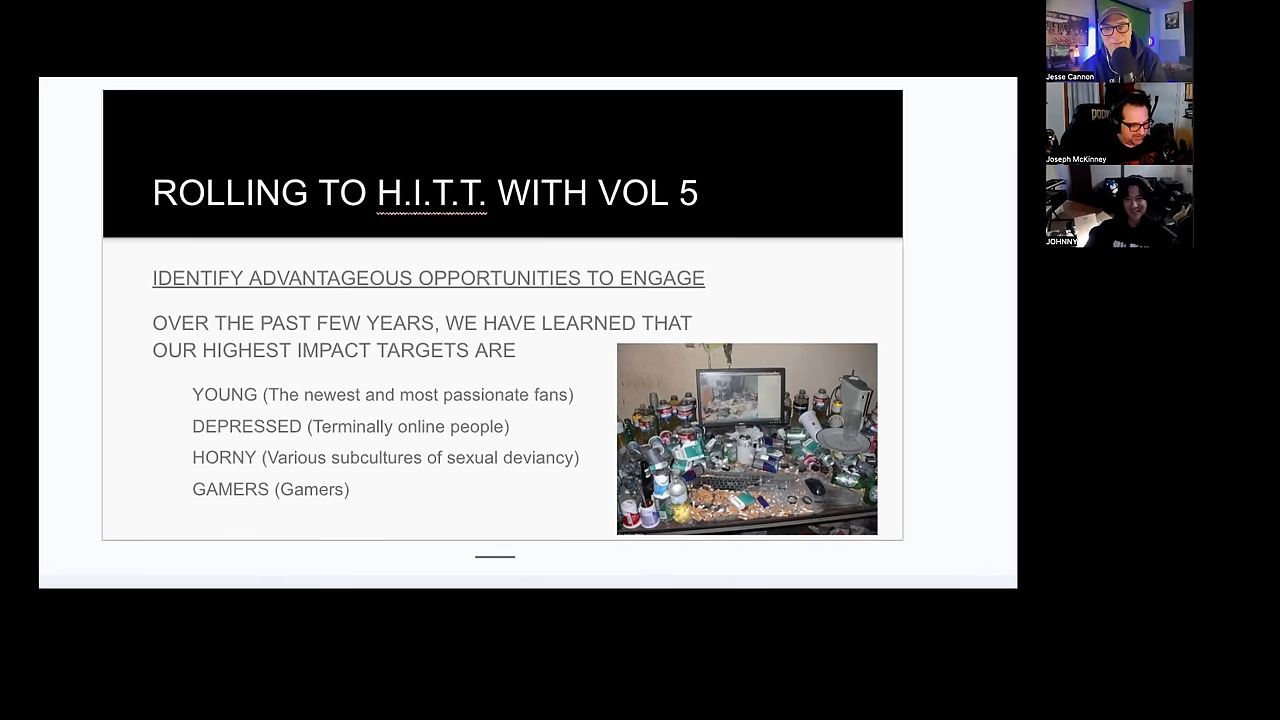 ROLLING TO H.I.T.T. WITH VOL 5
IDENTIFY ADVANTAGEOUS OPPORTUNITIES TO ENGAGE
OVER THE PAST FEW YEARS, WE HAVE LEARNED THAT
OUR HIGHEST IMPACT TARGETS ARE
YOUNG (The newest and most passionate fans)
DEPRESSED (Terminally online people)
HORNY (Various subcultures of sexual deviancy)
GAMERS (Gamers)
Jesse Cannon
Joseph McKinney
JOHNNY